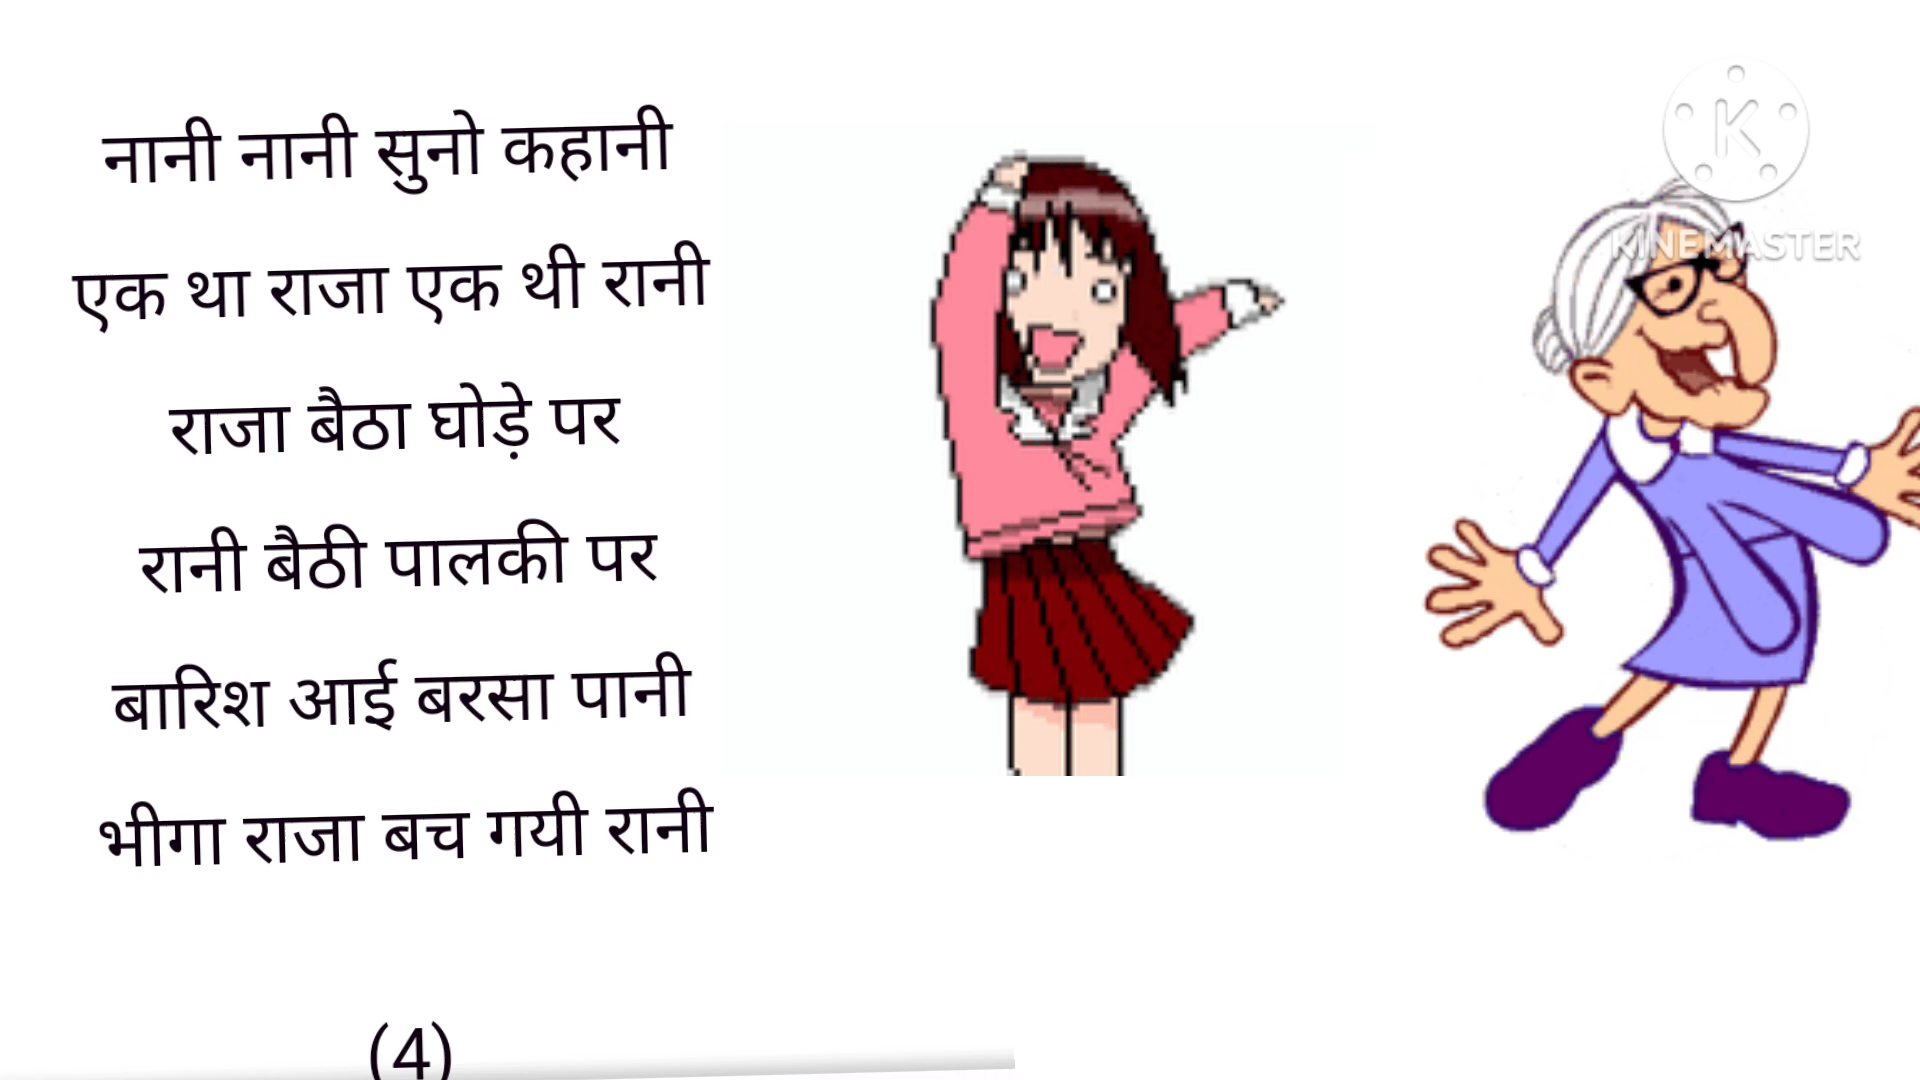 नानी नानी सुनो कहानी
एक था राजा एक थी रानी
राजा बैठा घोड़े पर
रानी बैठी पालकी पर
बारिश आई बरसा पानी
भीगा राजा बच गयी रानी
(4)
K
KINEMASTER